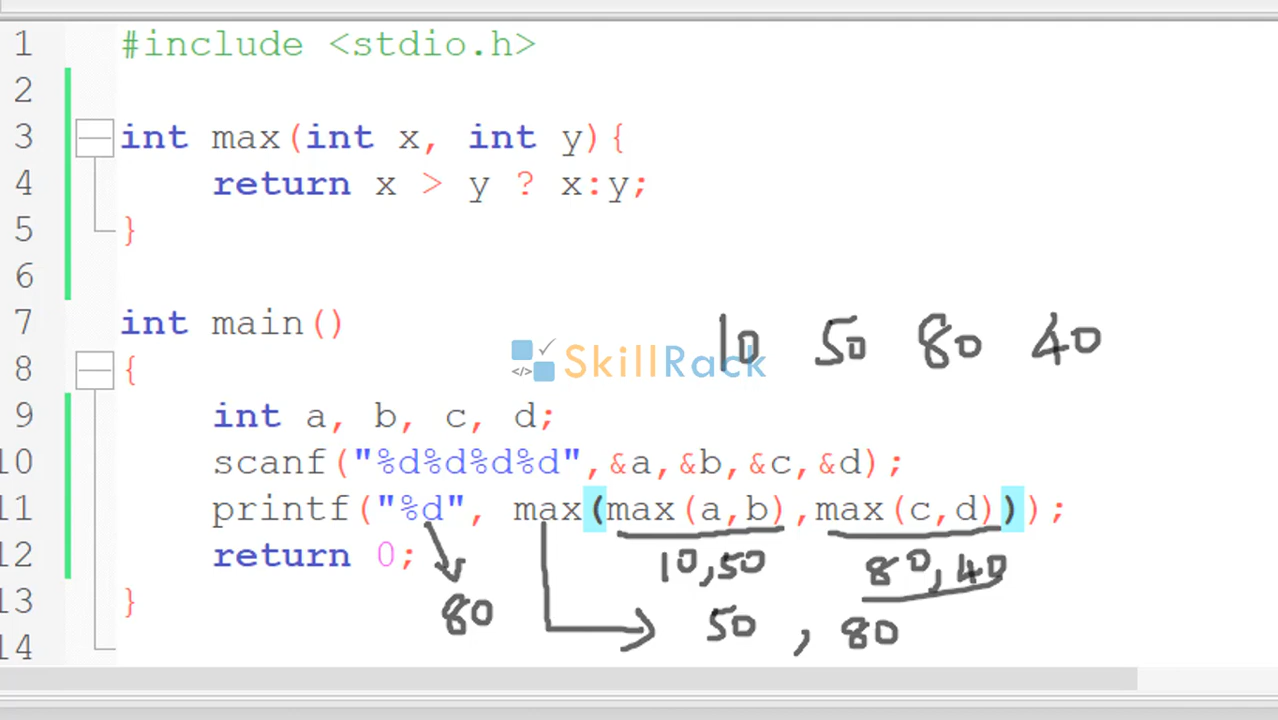 1 #include <stdio.h>
2
3 int max(int x, int y){
4 return x > y ? x:y;
5 }
6
7 int main()
10 50 80 40
</> SkillRack
8 {
9 int a, b, c, d;
10 scanf("%d%d%d%d",&a,&b,&c,&d);
11 printf("%d", max(max(a,b),max(c,d)));
12 return 0;
10,50 80,40
13 }
80 50 , 80
14